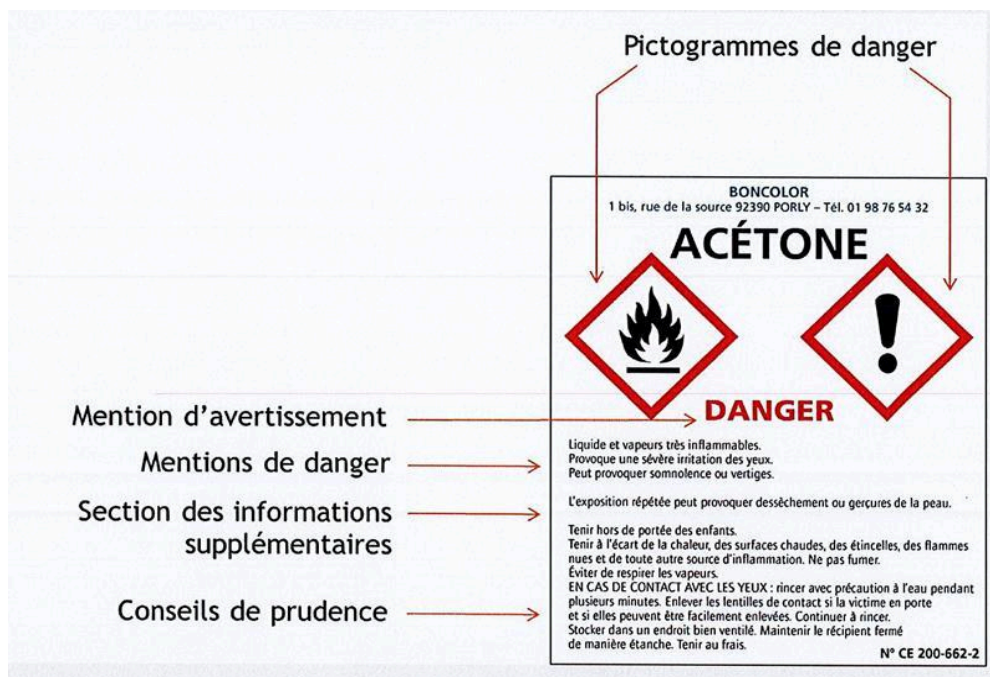 Pictogrammes de danger
BONCOLOR
1 bis, rue de la source 92390 PORLY – Tél. 01 98 76 54 32
ACÉTONE
DANGER
Mention d'avertissement
Mentions de danger
Section des informations
supplémentaires
Conseils de prudence
Liquide et vapeurs très inflammables.
Provoque une sévère irritation des yeux.
Peut provoquer somnolence ou vertiges.
L'exposition répétée peut provoquer dessèchement ou gerçures de la peau.
Tenir hors de portée des enfants.
Tenir à l'écart de la chaleur, des surfaces chaudes, des étincelles, des flammes
nues et de toute autre source d'inflammation. Ne pas fumer.
Éviter de respirer les vapeurs.
EN CAS DE CONTACT AVEC LES YEUX : rincer avec précaution à l'eau pendant
plusieurs minutes. Enlever les lentilles de contact si la victime en porte
et si elles peuvent être facilement enlevées. Continuer à rincer.
Stocker dans un endroit bien ventilé. Maintenir le récipient fermé
de manière étanche. Tenir au frais.
N° CE 200-662-2